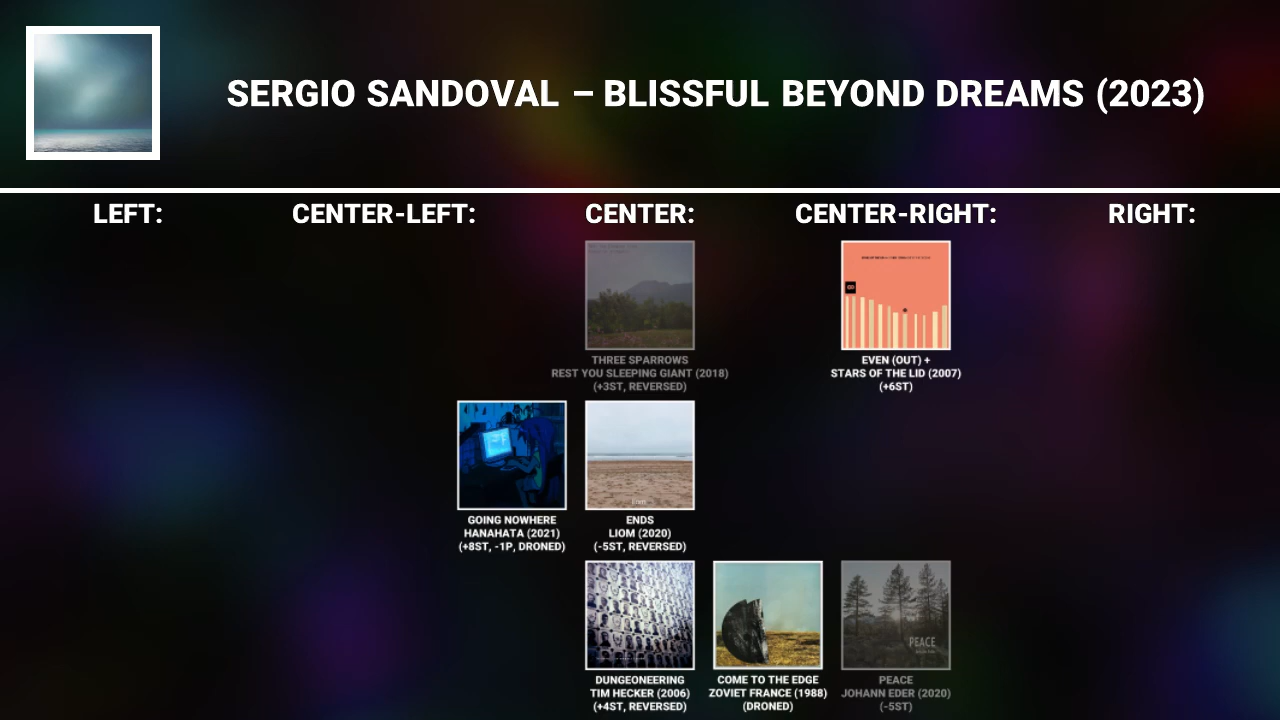 SERGIO SANDOVAL – BLISSFUL BEYOND DREAMS (2023)
LEFT:
CENTER-LEFT:
CENTER:
CENTER-RIGHT:
RIGHT:
THREE SPARROWS
REST YOU SLEEPING GIANT (2018)
(+3ST, REVERSED)
EVEN (OUT) +
STARS OF THE LID (2007)
(+6ST)
GOING NOWHERE
HANAHATA (2021)
(+8ST, -1P, DRONED)
ENDS
LIOM (2020)
(-5ST, REVERSED)
DUNGEONEERING
TIM HECKER (2006)
(+4ST, REVERSED)
COME TO THE EDGE
ZOVIET FRANCE (1988)
(DRONED)
PEACE
PEACE
JOHANN EDER (2020)
(-5ST)